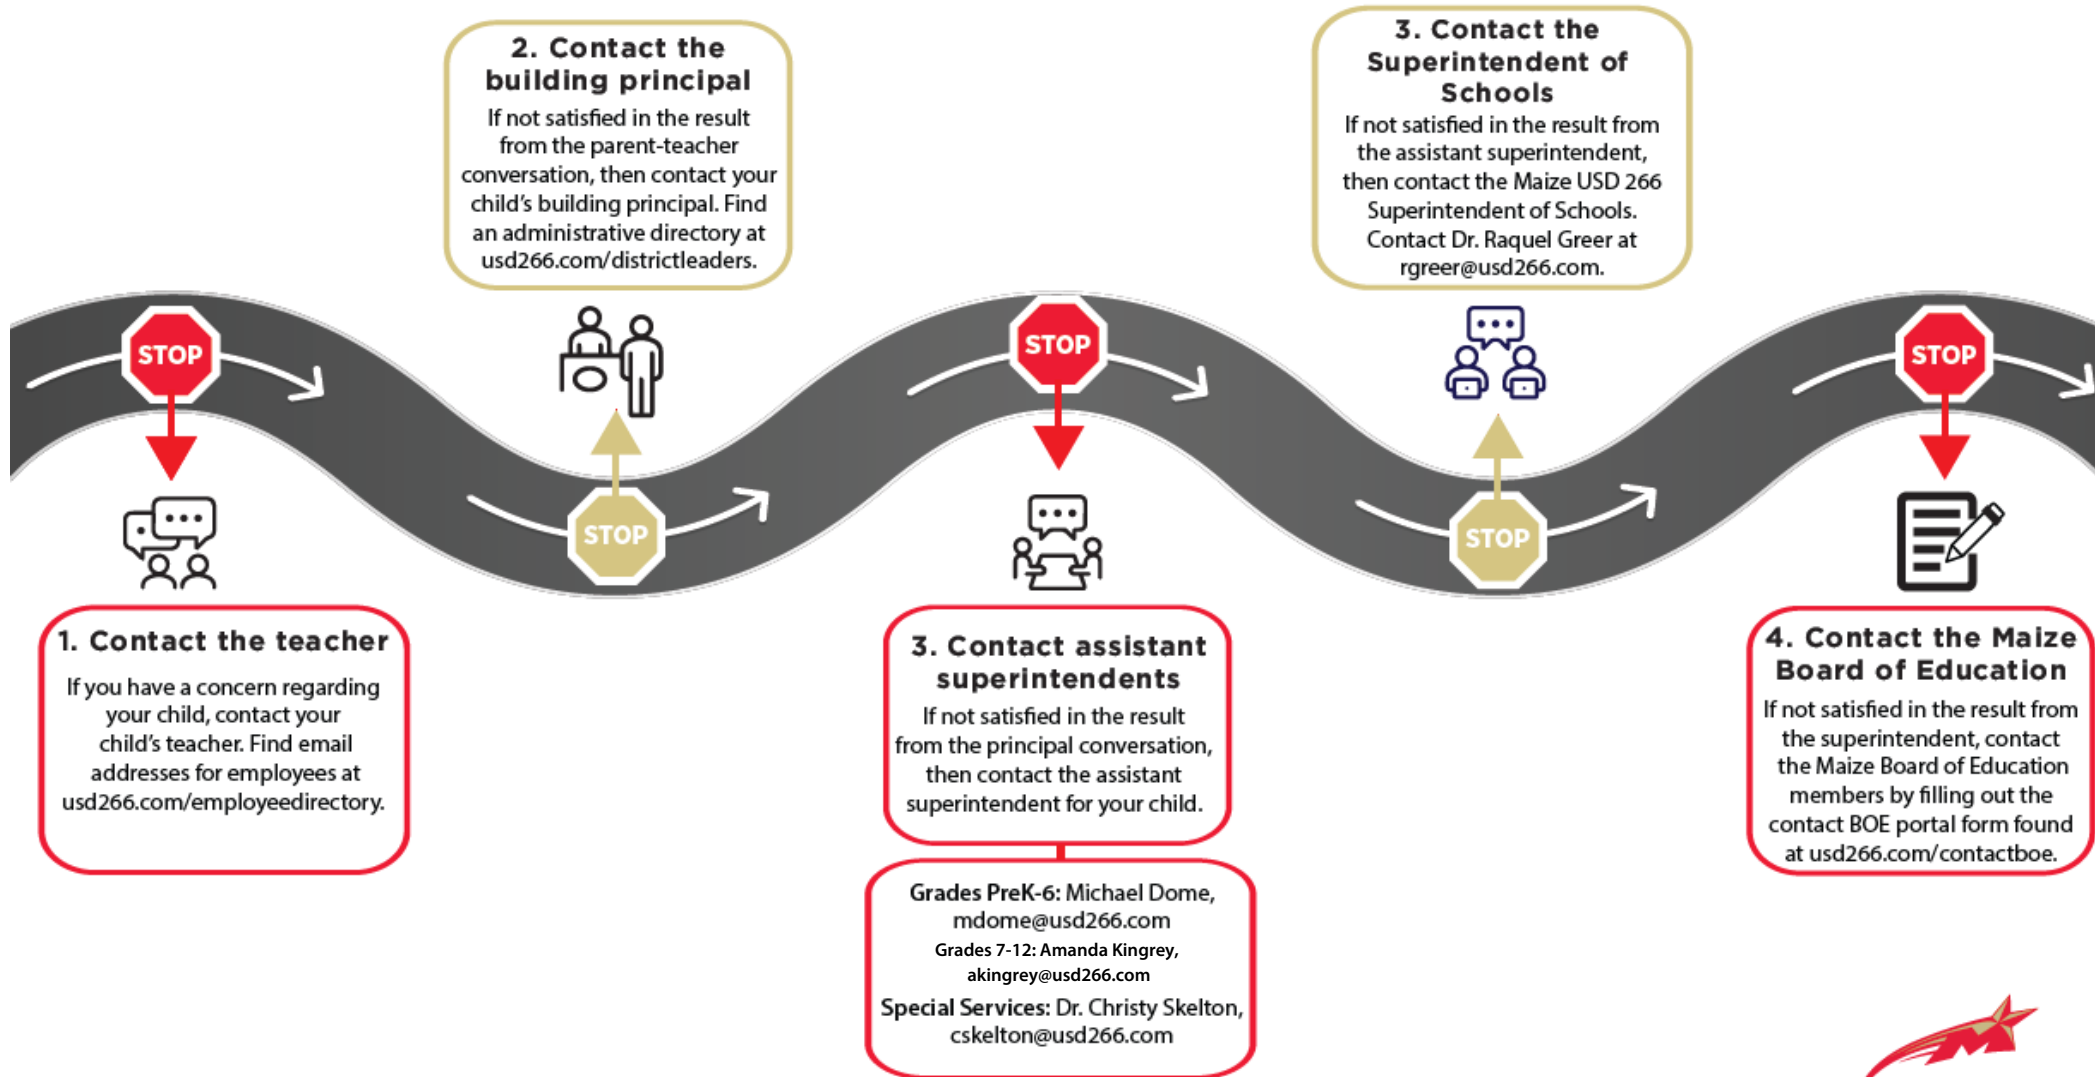 STOP
1. Contact the teacher
If you have a concern regarding
your child, contact your
child's teacher. Find email
addresses for employees at
usd266.com/employeedirectory.
2. Contact the
building principal
If not satisfied in the result
from the parent-teacher
conversation, then contact your
child's building principal. Find
an administrative directory at
usd266.com/districtleaders.
STOP
STOP
3. Contact assistant
superintendents
If not satisfied in the result
from the principal conversation,
then contact the assistant
superintendent for your child.
Grades PreK-6: Michael Dome,
mdome@usd266.com
Grades 7-12: Amanda Kingrey,
akingrey@usd266.com
Special Services: Dr. Christy Skelton,
cskelton@usd266.com
3. Contact the
Superintendent of
Schools
If not satisfied in the result from
the assistant superintendent,
then contact the Maize USD 266
Superintendent of Schools.
Contact Dr. Raquel Greer at
rgreer@usd266.com.
STOP
STOP
4. Contact the Maize
Board of Education
If not satisfied in the result from
the superintendent, contact
the Maize Board of Education
members by filling out the
contact BOE portal form found
at usd266.com/contactboe.